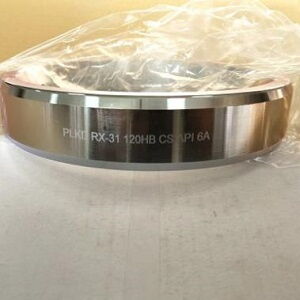 PLKD RX-31 120HB CS API 6A